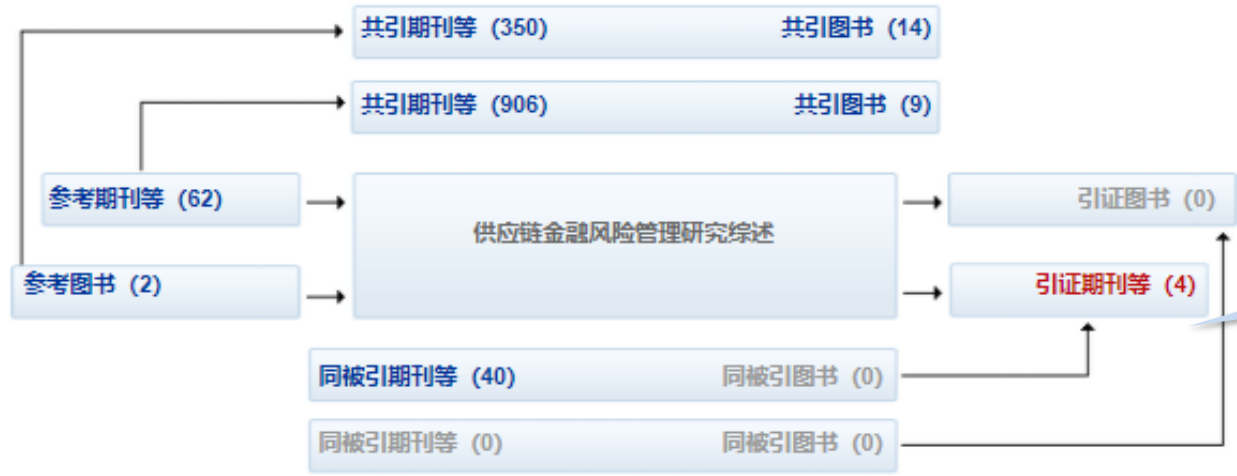 共引期刊等 (350) 共引图书 (14)
共引期刊等 (906) 共引图书 (9)
参考期刊等 (62)
引证图书 (0)
供应链金融风险管理研究综述
参考图书 (2)
引证期刊等 (4)
同被引期刊等 (40) 同被引图书 (0)
同被引期刊等 (0) 同被引图书 (0)